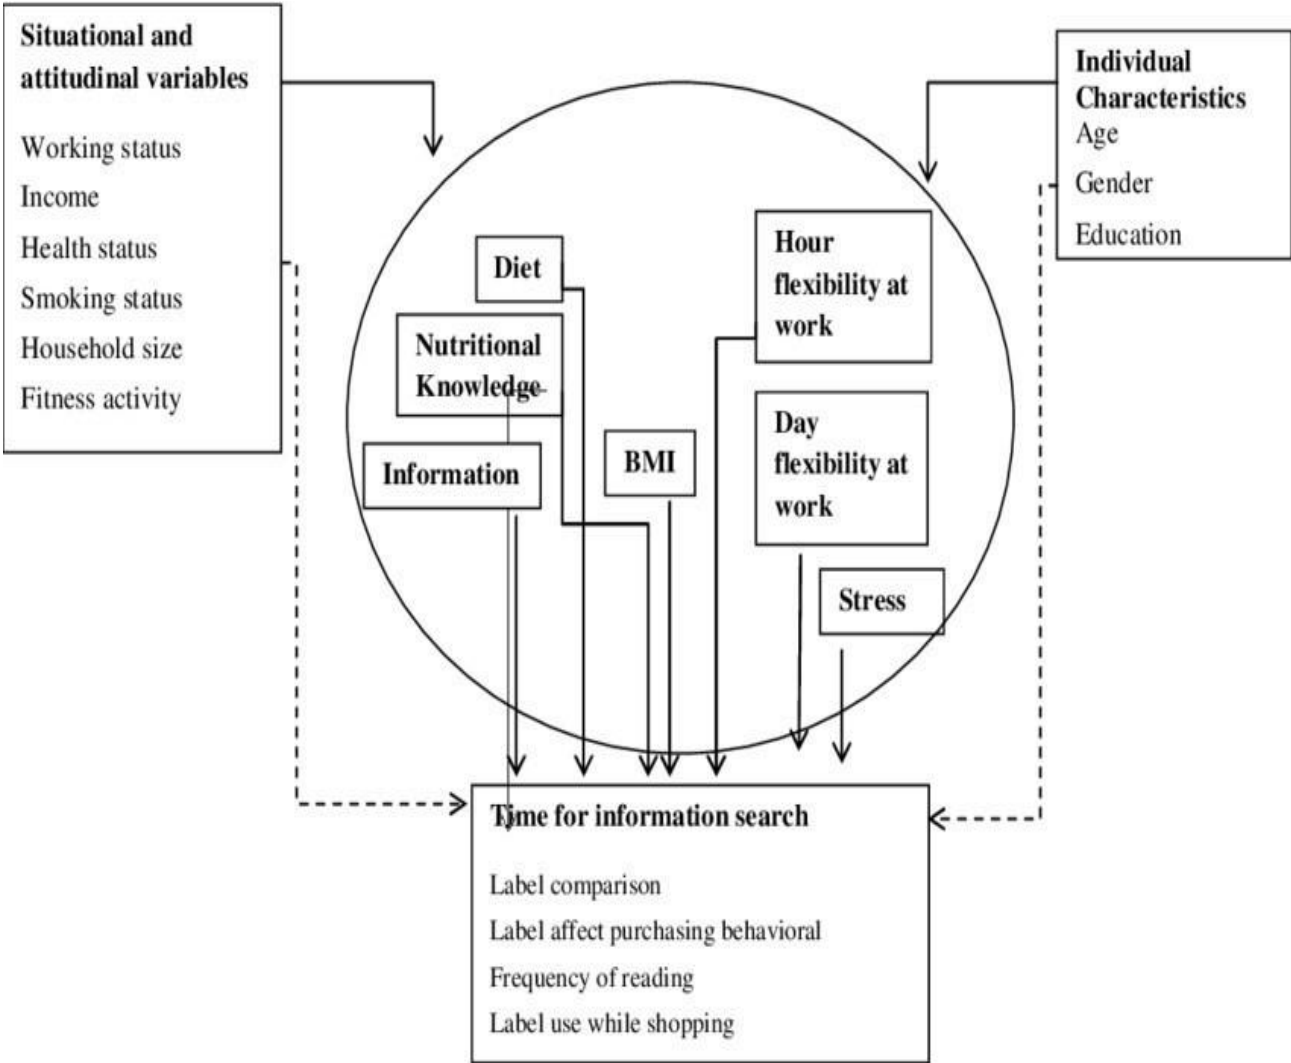 Situational and
attitudinal variables
Working status
Income
Health status
Smoking status
Household size
Fitness activity
Individual
Characteristics
Age
Gender
Education
Diet
Nutritional
Knowledge
Information
BMI
Hour
flexibility at
work
Day
flexibility at
work
Stress
Time for information search
Label comparison
Label affect purchasing behavioral
Frequency of reading
Label use while shopping